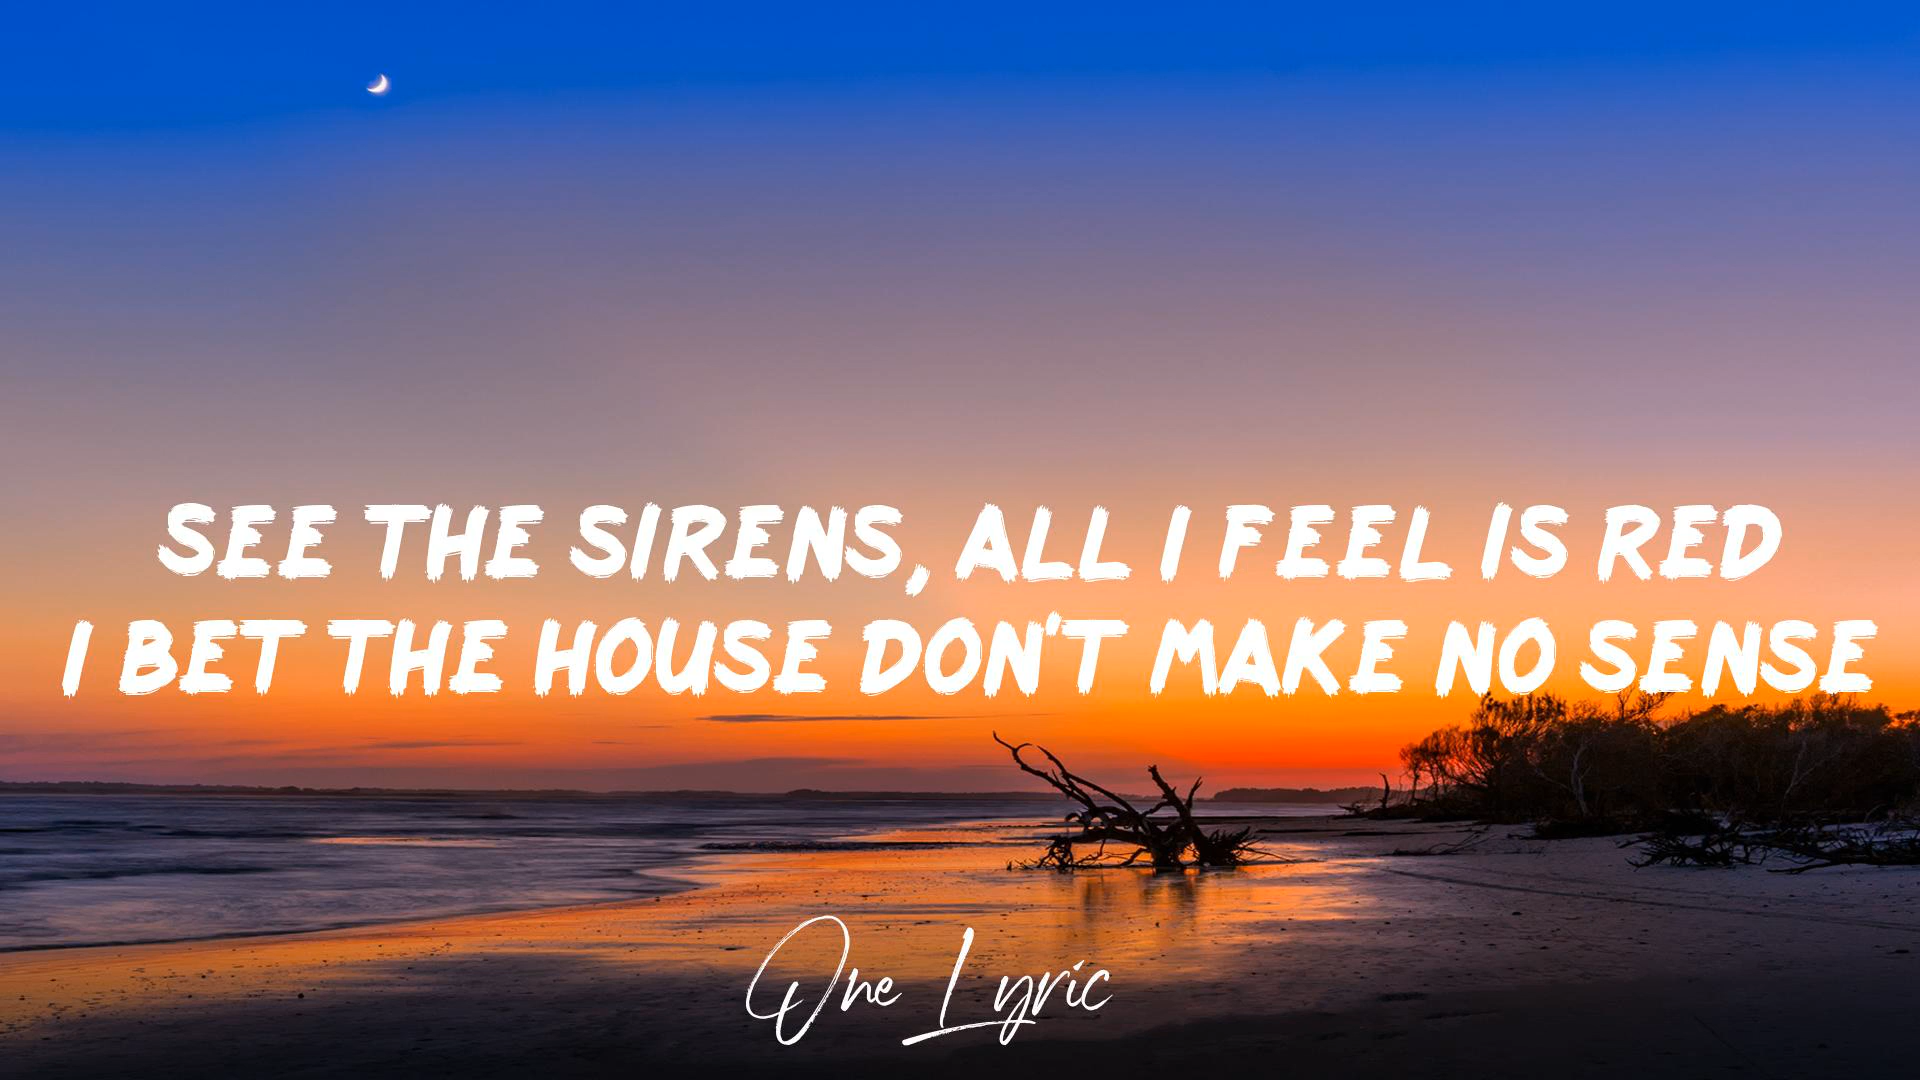 SEE THE SIRENS, ALL I FEEL IS RED
I BET THE HOUSE DON'T MAKE NO SENSE
One Lyric